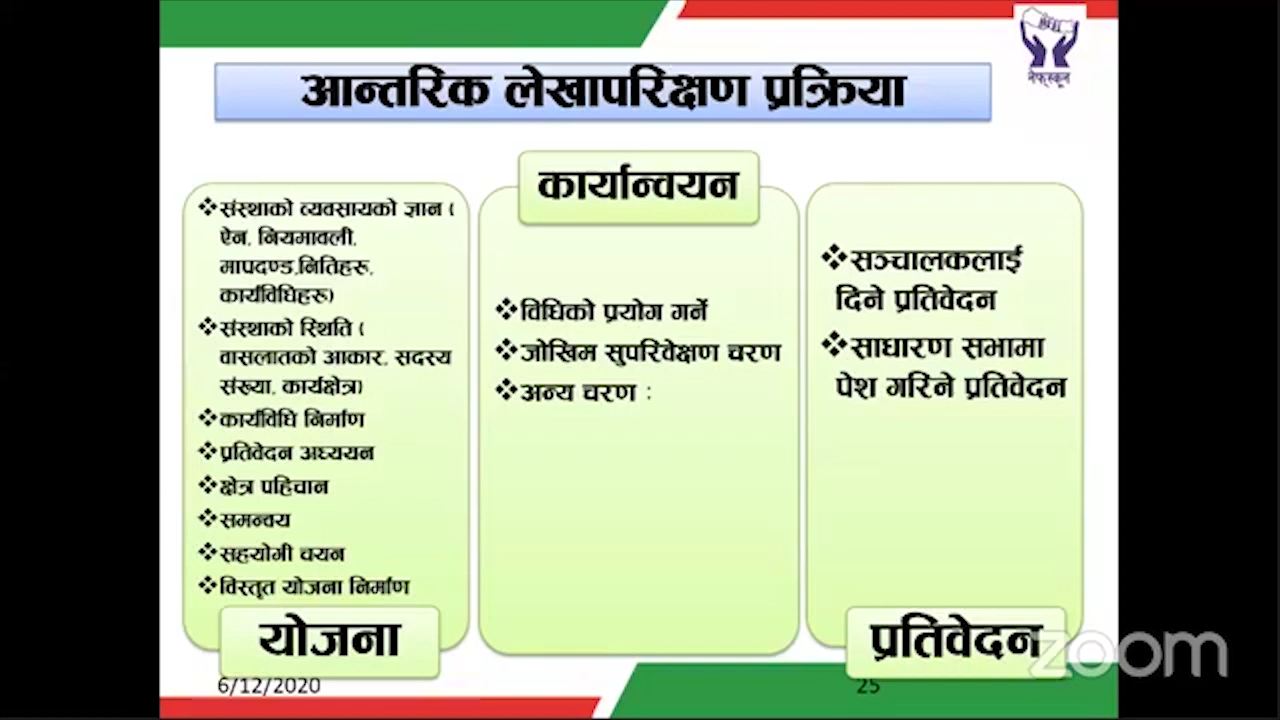 नेफ्स्कून
आन्तरिक लेखापरिक्षण प्रक्रिया
❖संस्थाको व्यवसायको ज्ञान (
ऐन, नियमावली,
मापदण्ड,नितिहरू,
कार्यविधिहरू)
❖संस्थाको स्थिति (
वासलातको आकार, सदस्य
संख्या, कार्यक्षेत्र)
❖कार्यविधि निर्माण
❖प्रतिवेदन अध्ययन
❖क्षेत्र पहिचान
❖समन्वय
❖सहयोगी चयन
❖विस्तृत योजना निर्माण
योजना
कार्यान्वयन
❖विधिको प्रयोग गर्ने
❖जोखिम सुपरिवेक्षण चरण
❖अन्य चरण :
❖सञ्चालकलाई
दिने प्रतिवेदन
❖साधारण सभामा
पेश गरिने प्रतिवेदन
प्रतिवेदन
zoom
6/12/2020
25